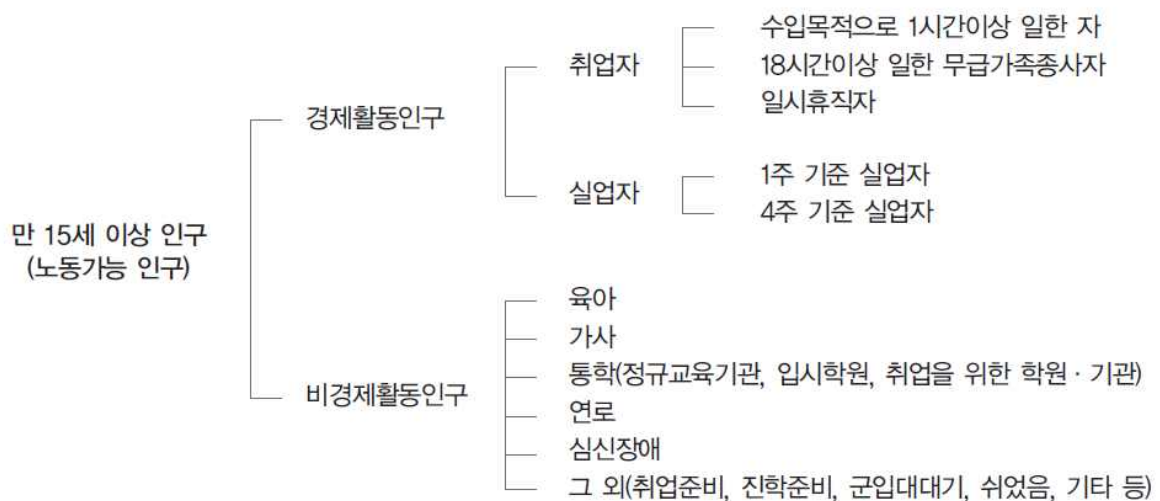 만 15세 이상 인구
(노동가능 인구)
경제활동인구
취업자
수입목적으로 1시간이상 일한 자
18시간이상 일한 무급가족종사자
일시휴직자
실업자
1주 기준 실업자
4주 기준 실업자
비경제활동인구
육아
가사
통학(정규교육기관, 입시학원, 취업을 위한 학원 · 기관)
연로
심신장애
그 외(취업준비, 진학준비, 군입대대기, 쉬었음, 기타 등)